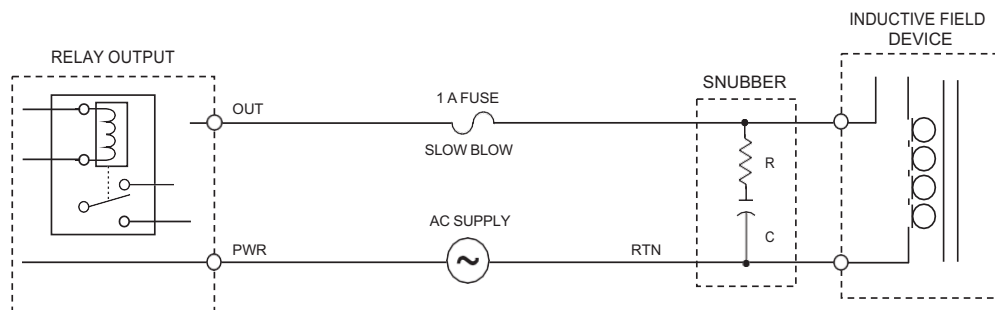 INDUCTIVE FIELD
DEVICE
RELAY OUTPUT
SNUBBER
OUT
1 A FUSE
SLOW BLOW
R
AC SUPPLY
C
PWR
RTN